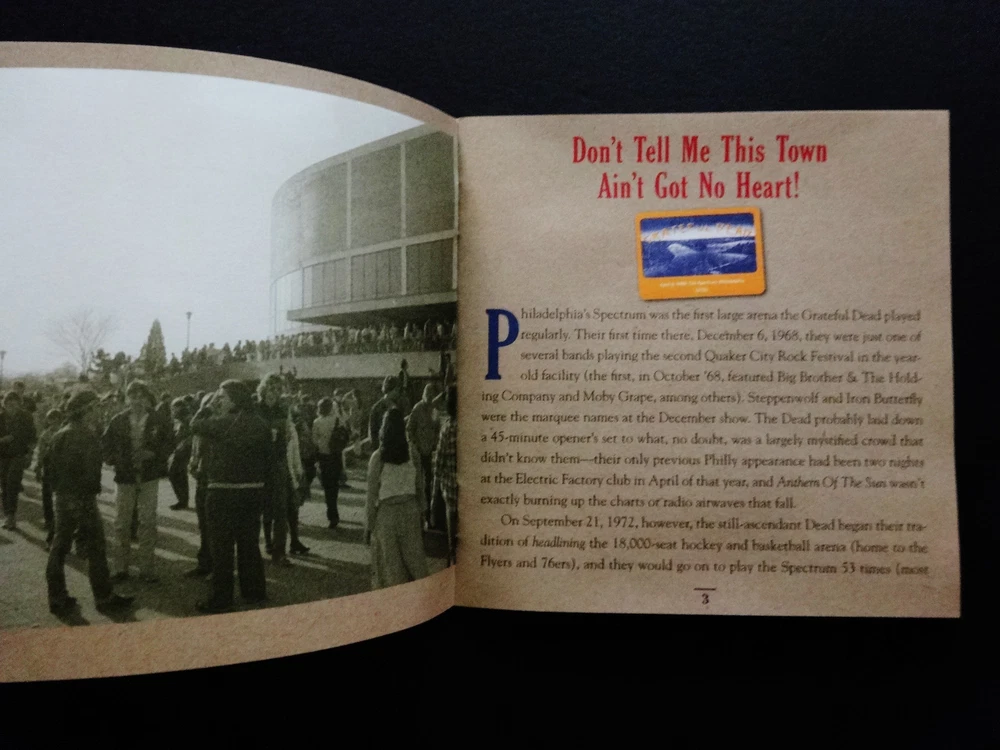 Don't Tell Me This Town
Ain't Got No Heart!
GRATEFUL DEAD
Philadelphia's Spectrum was the first large arena the Grateful Dead played
regularly. Their first time there, December 6, 1968, they were just one of
several bands playing the second Quaker City Rock Festival in the year-
old facility (the first, in October '68, featured Big Brother & The Hold-
ing Company and Moby Grape, among others). Steppenwolf and Iron Butterfly
were the marquee names at the December show. The Dead probably laid down
a 45-minute opener's set to what, no doubt, was a largely mystified crowd that
didn't know them—their only previous Philly appearance had been two nights
at the Electric Factory club in April of that year, and Anthem Of The Sun wasn't
exactly burning up the charts or radio airwaves that fall.
On September 21, 1972, however, the still-ascendant Dead began their tra-
dition of headlining the 18,000-seat hockey and basketball arena (home to the
Flyers and 76ers), and they would go on to play the Spectrum 53 times (most
3